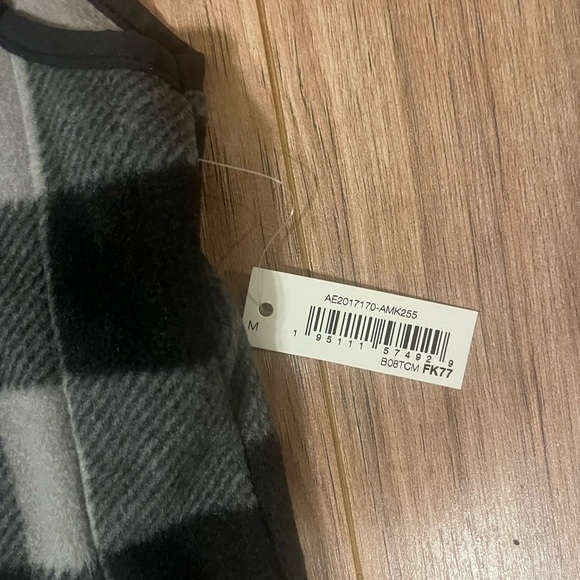 AE2017170-AMK255
M
1 95111 57492 9
B08TCM FK77